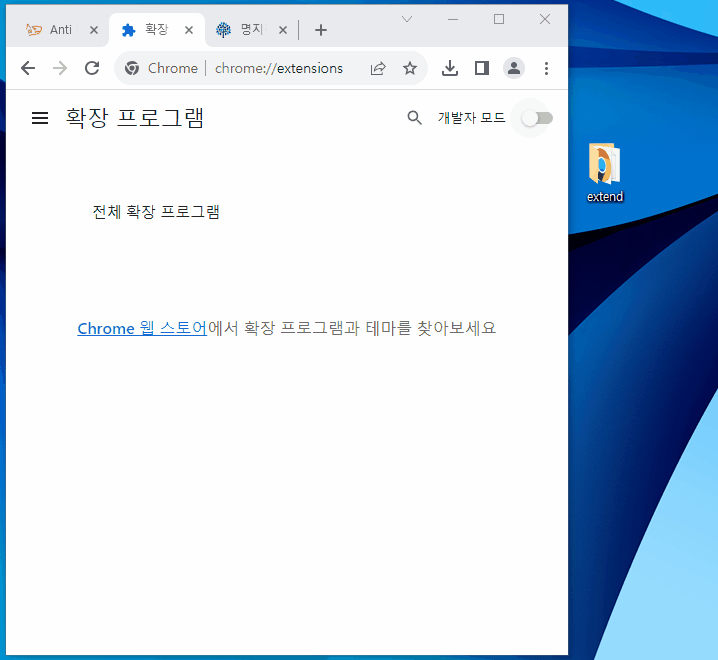 Anti
확장
명지
Chrome
chrome://extensions
확장 프로그램
개발자 모드
전체 확장 프로그램
Chrome 웹 스토어에서 확장 프로그램과 테마를 찾아보세요
extend